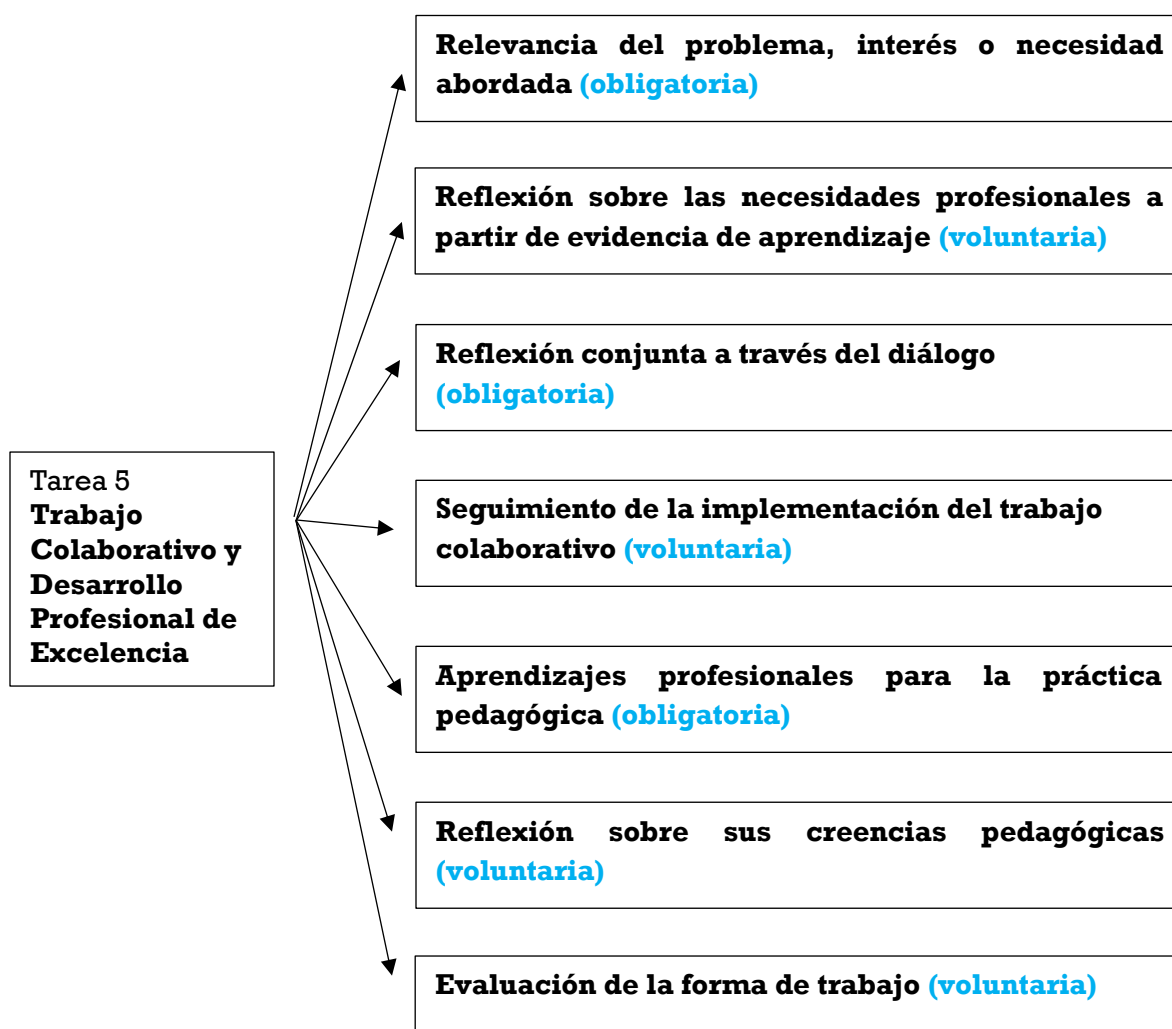 Relevancia del problema, interés o necesidad
abordada (obligatoria)
Reflexión sobre las necesidades profesionales a
partir de evidencia de aprendizaje (voluntaria)
Reflexión conjunta a través del diálogo
(obligatoria)
Tarea 5
Trabajo
Colaborativo y
Desarrollo
Profesional de
Excelencia
Seguimiento de la implementación del trabajo
colaborativo (voluntaria)
Aprendizajes profesionales para la práctica
pedagógica (obligatoria)
Reflexión sobre sus creencias pedagógicas
(voluntaria)
Evaluación de la forma de trabajo (voluntaria)